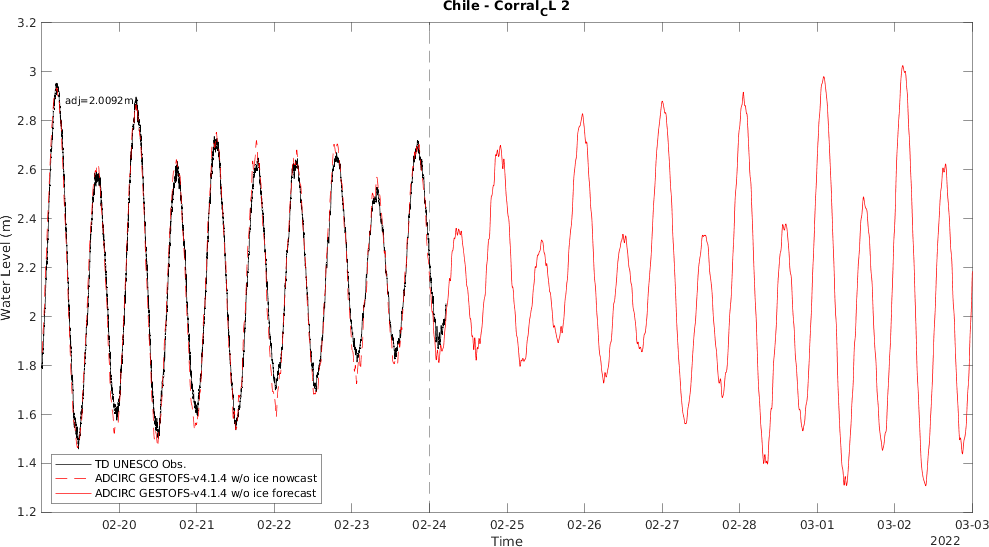 Chile - Corral_CL 2
3.2
3
2.8
2.6
2.4
2.2
2
1.8
1.6
1.4
1.2
Water Level (m)
adj=2.0092m
TD UNESCO Obs.
ADCIRC GESTOFS-v4.1.4 w/o ice nowcast
ADCIRC GESTOFS-v4.1.4 w/o ice forecast
02-20 02-21 02-22 02-23 02-24 02-25 02-26 02-27 02-28 03-01 03-02 03-03
Time
2022